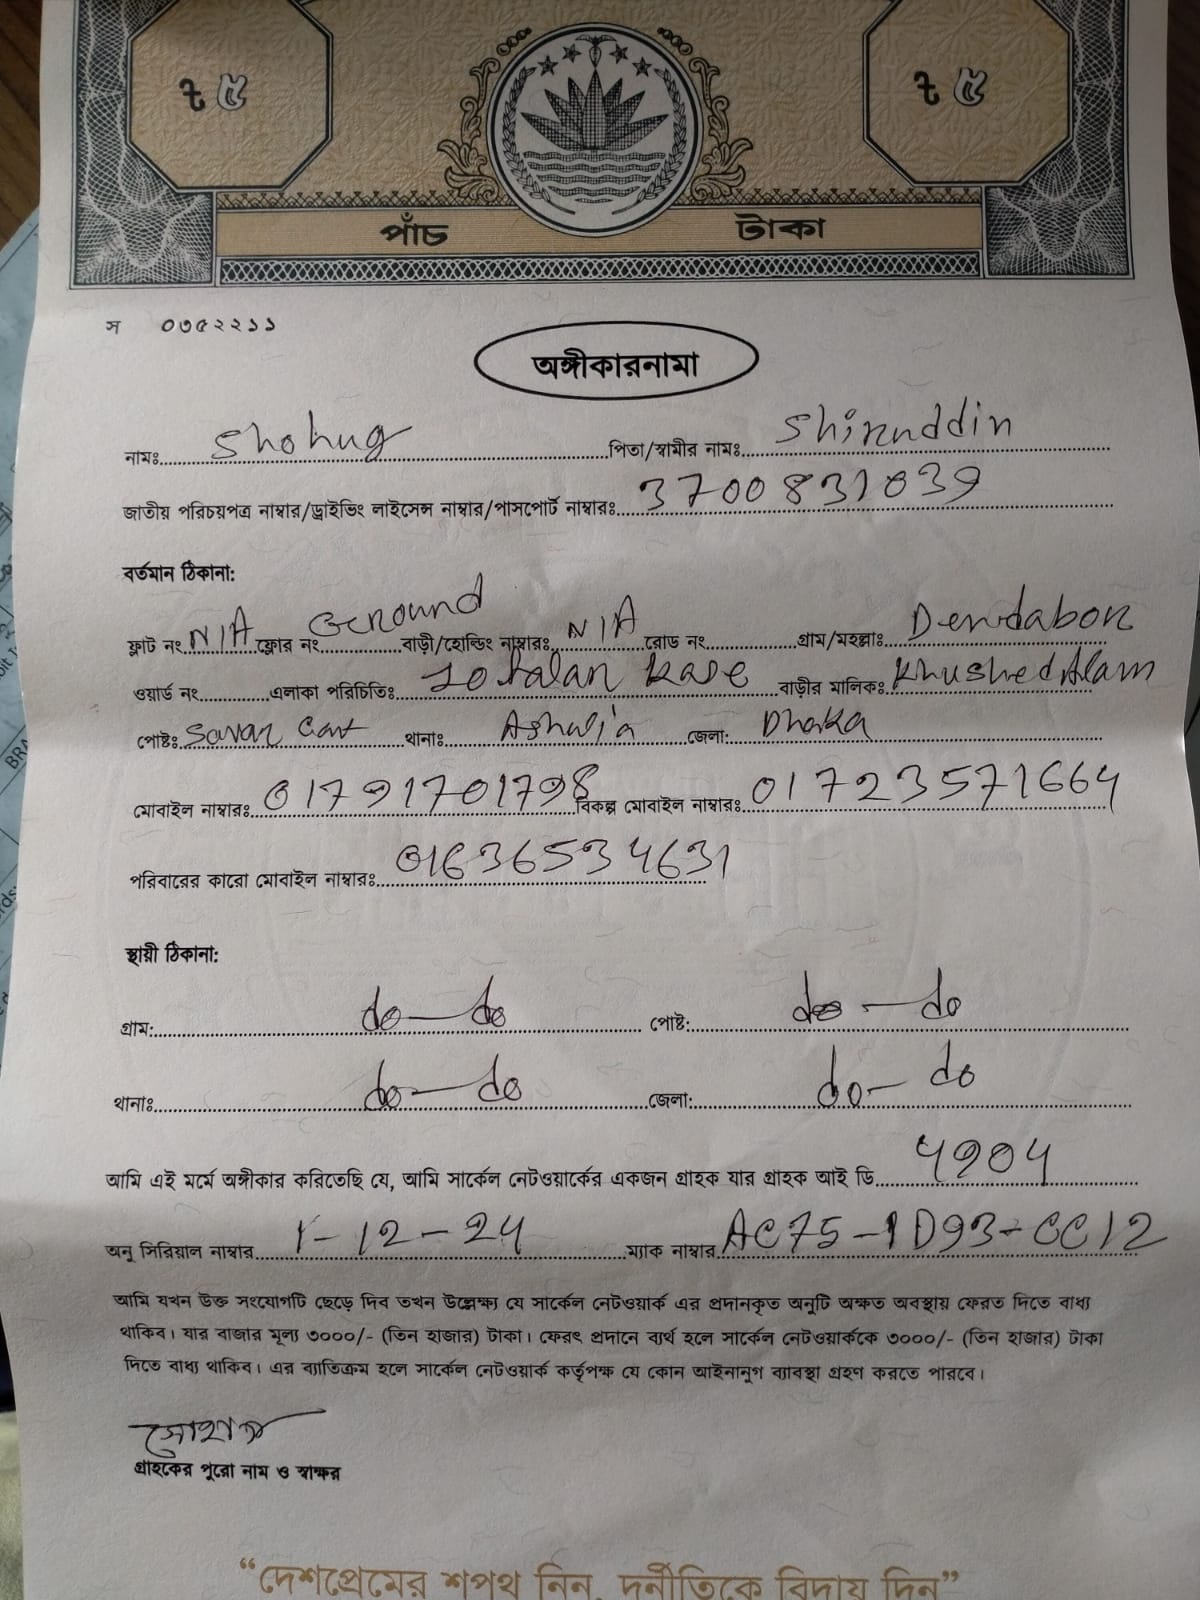 ৳ ৫ ৳ ৫
পাঁচ টাকা
স ০৩৫২২১১
অঙ্গীকারনামা
নামঃ Shohug পিতা/স্বামীর নামঃ Shiruddin
জাতীয় পরিচয়পত্র নাম্বার/ড্রাইভিং লাইসেন্স নাম্বার/পাসপোর্ট নাম্বারঃ 3700831039
বর্তমান ঠিকানা:
ফ্লাট নং N/A ফ্লোর নং Ground বাড়ী/হোল্ডিং নাম্বারঃ N/A রোড নং গ্রাম/মহল্লাঃ Dendabor
ওয়ার্ড নং এলাকা পরিচিতিঃ বাড়ীর মালিকঃ Khushed Alam
পোষ্টঃ Savar Cant থানাঃ Ashulia জেলা: Dhaka
মোবাইল নাম্বারঃ 01791701798 বিকল্প মোবাইল নাম্বারঃ 01723571664
পরিবারের কারো মোবাইল নাম্বারঃ 01636534631
স্থায়ী ঠিকানা:
গ্রাম: do-do পোষ্ট: do-do
থানাঃ do-do জেলা: do-do
আমি এই মর্মে অঙ্গীকার করিতেছি যে, আমি সার্কেল নেটওয়ার্কের একজন গ্রাহক যার গ্রাহক আই ডি
অনু সিরিয়াল নাম্বার 1-12-24 ম্যাক নাম্বার AC75-1D93-CC12
আমি যখন উক্ত সংযোগটি ছেড়ে দিব তখন উল্লেক্ষ্য যে সার্কেল নেটওয়ার্ক এর প্রদানকৃত অনুটি অক্ষত অবস্থায় ফেরত দিতে বাধ্য
থাকিব। যার বাজার মূল্য ৩০০০/- (তিন হাজার) টাকা। ফেরৎ প্রদানে ব্যর্থ হলে সার্কেল নেটওয়ার্ককে ৩০০০/- (তিন হাজার) টাকা
দিতে বাধ্য থাকিব। এর ব্যাতিক্রম হলে সার্কেল নেটওয়ার্ক কর্তৃপক্ষ যে কোন আইনানুগ ব্যাবস্থা গ্রহণ করতে পারবে।
সোহাগ
গ্রাহকের পুরো নাম ও স্বাক্ষর
“দেশপ্রেমের শপথ নিন, দুর্নীতিকে বিদায় দিন”